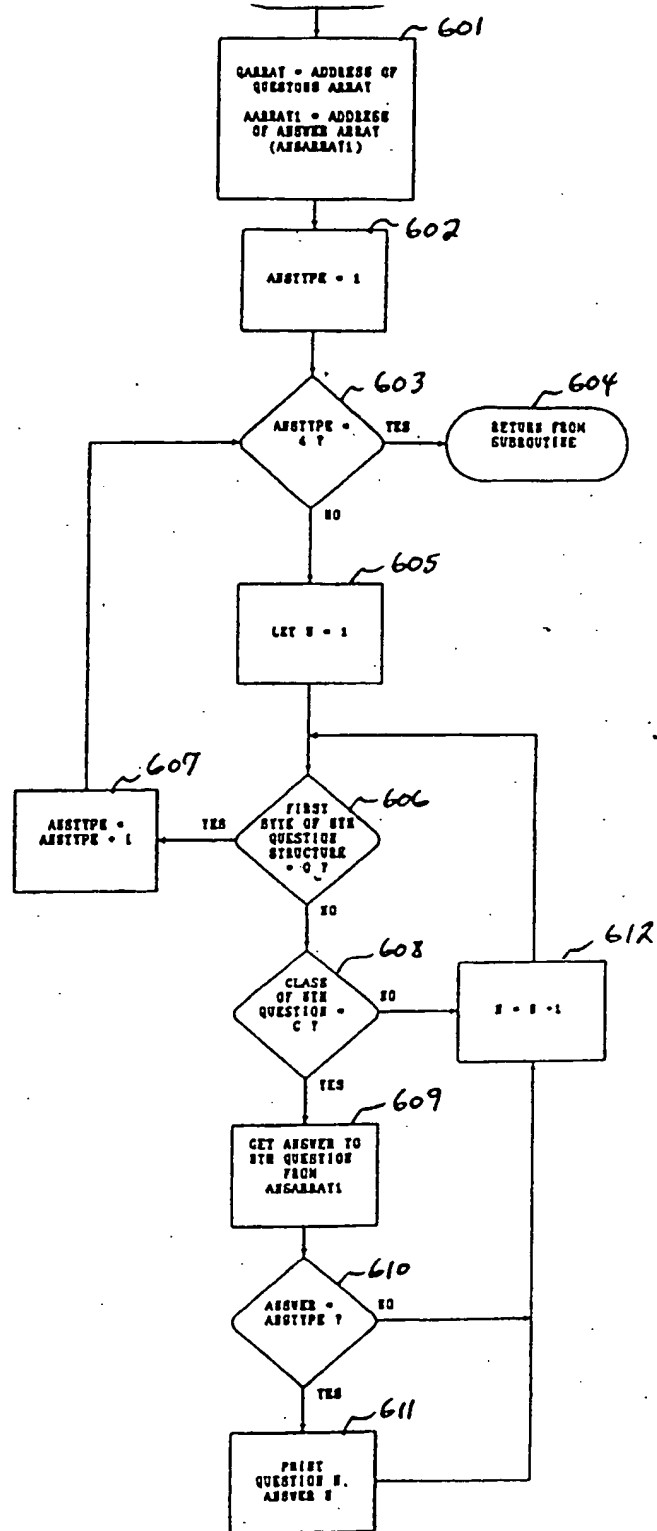 601
QARRAY = ADDRESS OF
QUESTONS ARRAY
AARRAY1 = ADDRESS
OF ANSWER ARRAY
(ANSARRAY1)
602
ANSTYPE = 1
603
ANSTYPE =
4 ?
YES
604
RETURN FROM
SUBROUTINE
NO
605
LET N = 1
607
ANSTYPE =
ANSTYPE + 1
YES
606
FIRST
BYTE OF NTH
QUESTION
STRUCTURE
= 0 ?
NO
608
CLASS
OF NTH
QUESTION =
C ?
NO
612
N = N +1
YES
609
GET ANSWER TO
NTH QUESTION
FROM
ANSARRAY1
610
ANSWER =
ANSTYPE ?
NO
YES
611
PRINT
QUESTION N,
ANSWER N